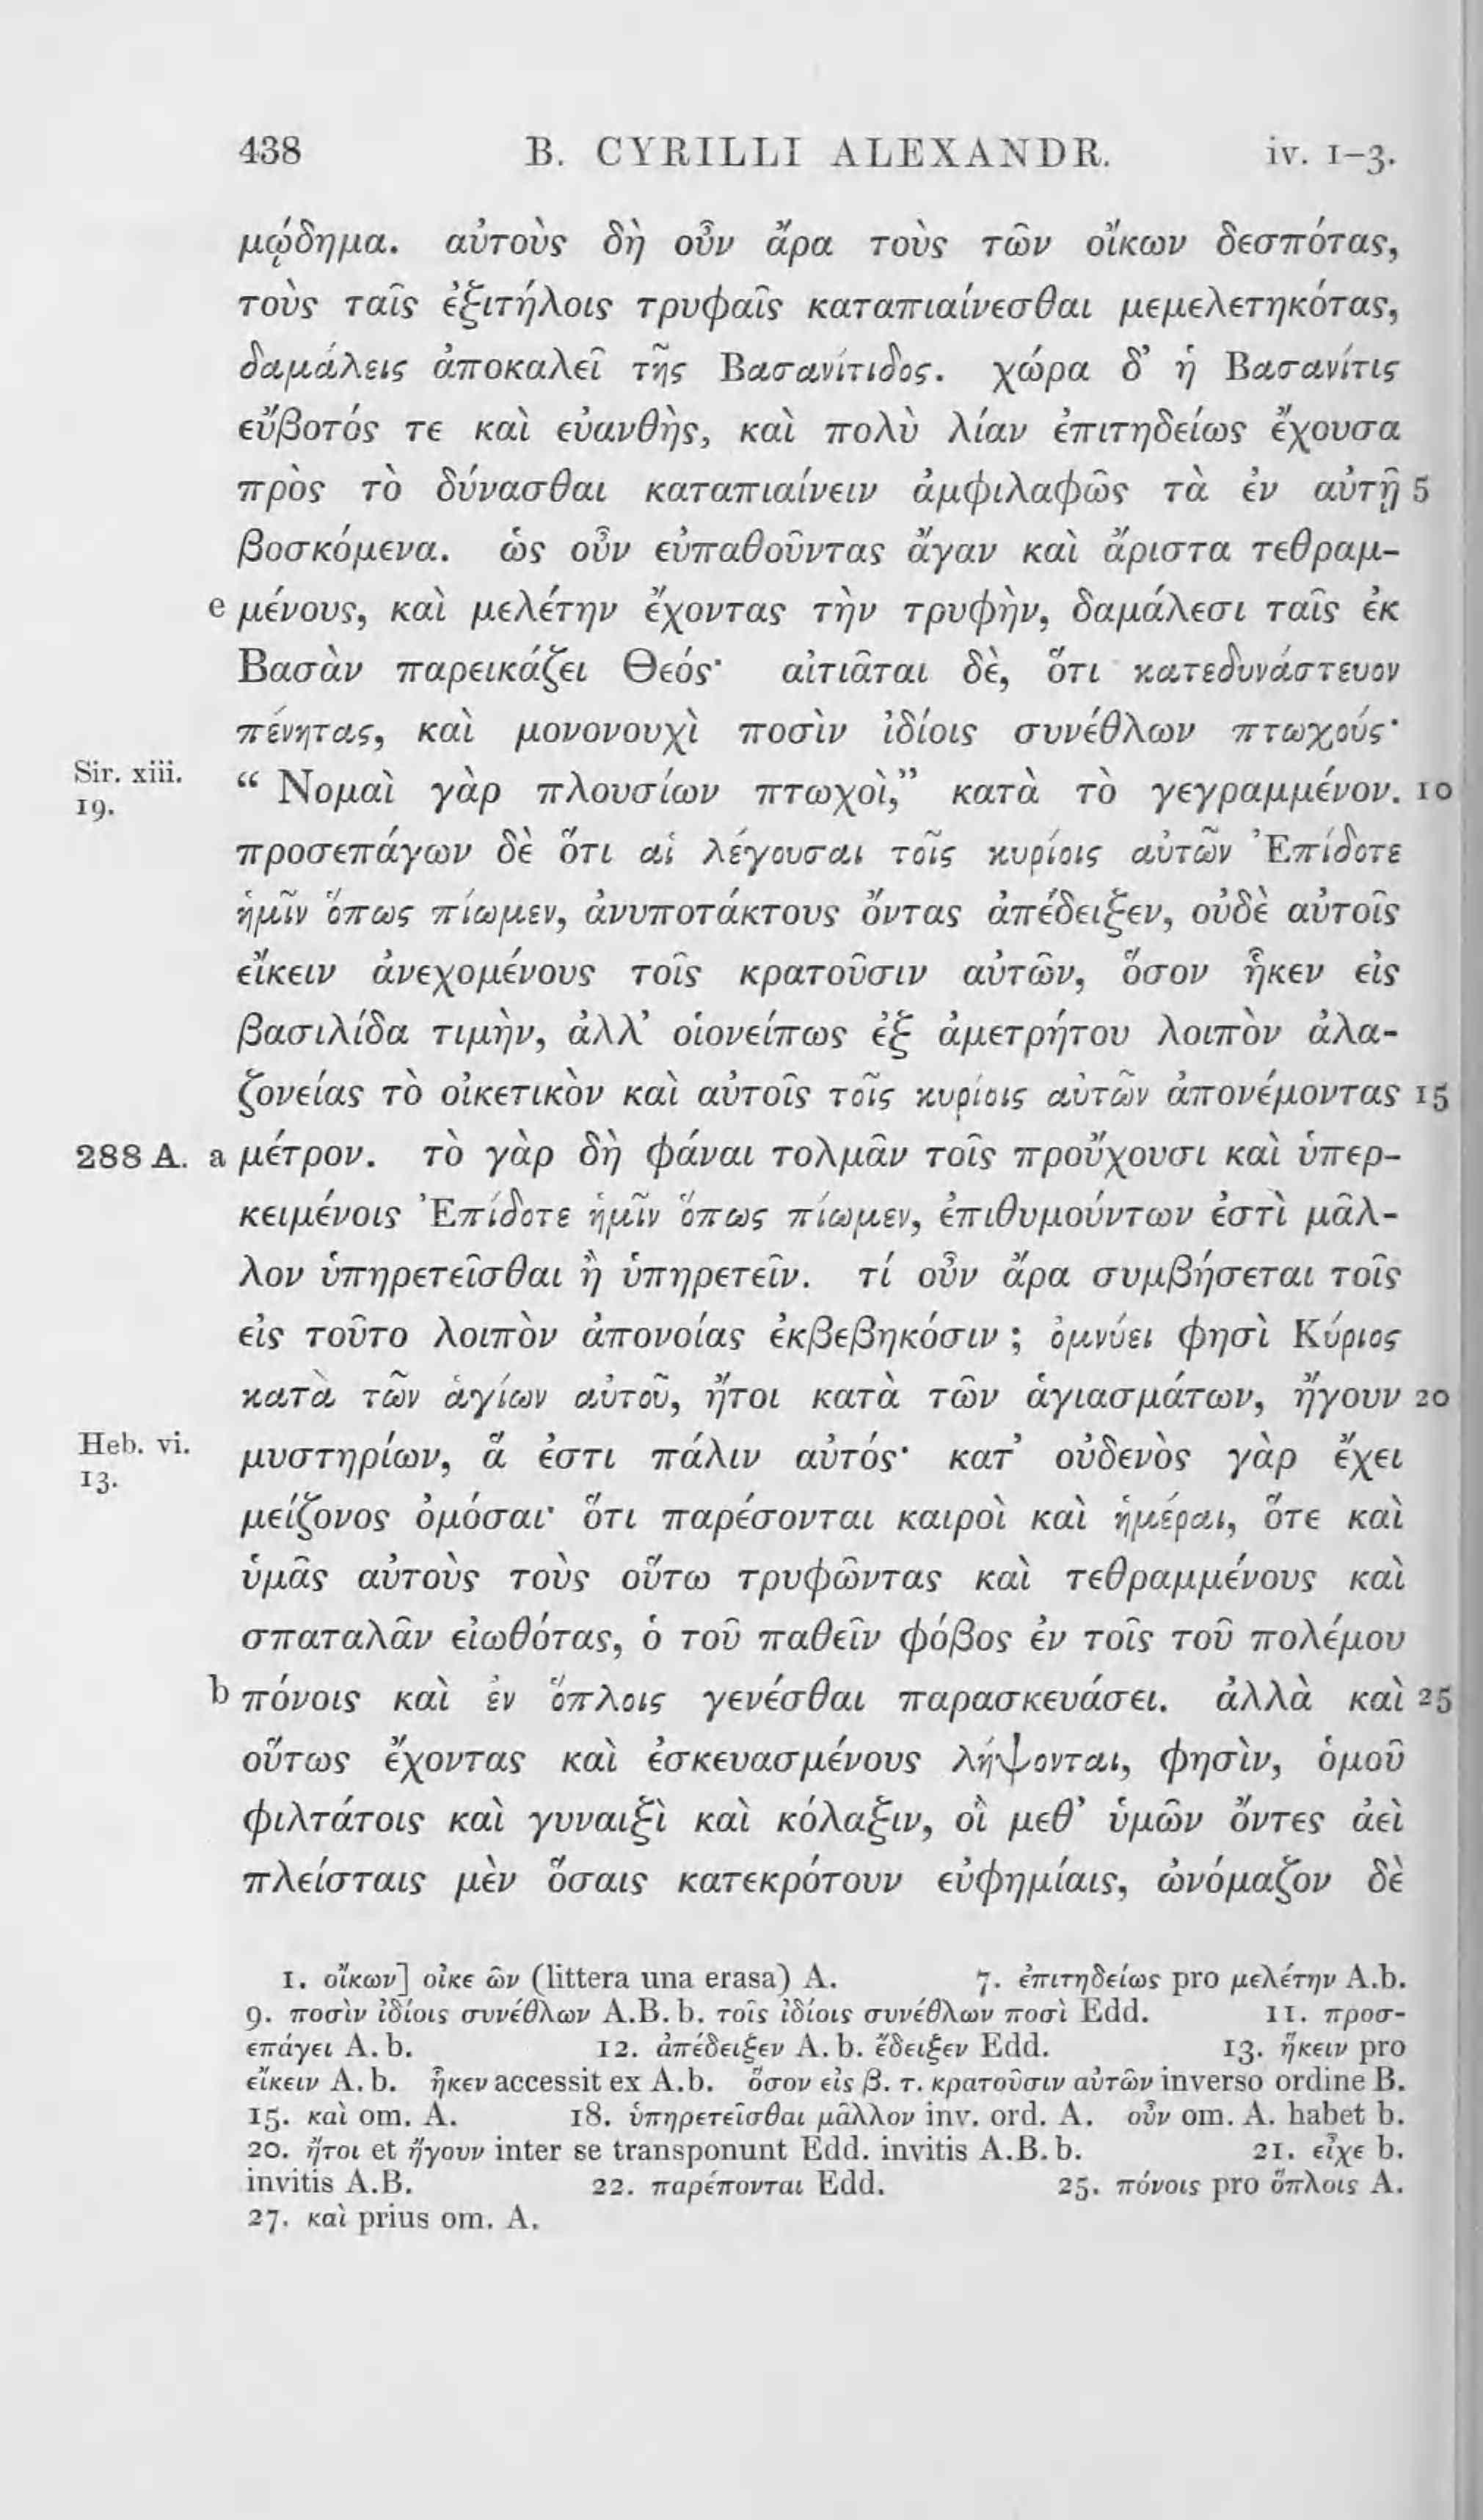 438 B. CYRILLI ALEXANDR. iv. 1-3.
μῴδημα. αὐτοὺς δὴ οὖν ἄρα τοὺς τῶν οἴκων δεσπότας,
τοὺς ταῖς ἐξιτήλοις τρυφαῖς καταπιαίνεσθαι μεμελετηκότας,
δαμάλεις ἀποκαλεῖ τῆς Βασανίτιδος. χώρα δ’ ἡ Βασανίτις
εὔβοτός τε καὶ εὐανθὴς, καὶ πολὺ λίαν ἐπιτηδείως ἔχουσα
πρὸς τὸ δύνασθαι καταπιαίνειν ἀμφιλαφῶς τὰ ἐν αὐτῇ 5
βοσκόμενα. ὡς οὖν εὐπαθοῦντας ἄγαν καὶ ἄριστα τεθραμ-
e μένους, καὶ μελέτην ἔχοντας τὴν τρυφὴν, δαμάλεσι ταῖς ἐκ
Βασὰν παρεικάζει Θεός· αἰτιᾶται δὲ, ὅτι κατεδυνάστευον
πένητας, καὶ μονονουχὶ ποσὶν ἰδίοις συνέθλων πτωχούς·
Sir. xiii. 19. “ Νομαὶ γὰρ πλουσίων πτωχοὶ,” κατὰ τὸ γεγραμμένον. 10
προσεπάγων δὲ ὅτι αἱ λέγουσαι τοῖς κυρίοις αὐτῶν Ἐπίδοτε
ἡμῖν ὅπως πίωμεν, ἀνυποτάκτους ὄντας ἀπέδειξεν, οὐδὲ αὐτοῖς
εἴκειν ἀνεχομένους τοῖς κρατοῦσιν αὐτῶν, ὅσον ἧκεν εἰς
βασιλίδα τιμὴν, ἀλλ’ οἱονείπως ἐξ ἀμετρήτου λοιπὸν ἀλα-
ζονείας τὸ οἰκετικὸν καὶ αὐτοῖς τοῖς κυρίοις αὐτῶν ἀπονέμοντας 15
288 A. a μέτρον. τὸ γὰρ δὴ φάναι τολμᾶν τοῖς προὔχουσι καὶ ὑπερ-
κειμένοις Ἐπίδοτε ἡμῖν ὅπως πίωμεν, ἐπιθυμούντων ἐστὶ μᾶλ-
λον ὑπηρετεῖσθαι ἢ ὑπηρετεῖν. τί οὖν ἄρα συμβήσεται τοῖς
εἰς τοῦτο λοιπὸν ἀπονοίας ἐκβεβηκόσιν ; ὀμνύει φησὶ Κύριος
κατὰ τῶν ἁγίων αὐτοῦ, ἤτοι κατὰ τῶν ἁγιασμάτων, ἤγουν 20
Heb. vi. 13. μυστηρίων, ἅ ἐστι πάλιν αὐτός· κατ’ οὐδενὸς γὰρ ἔχει
μείζονος ὀμόσαι· ὅτι παρέσονται καιροὶ καὶ ἡμέραι, ὅτε καὶ
ὑμᾶς αὐτοὺς τοὺς οὕτω τρυφῶντας καὶ τεθραμμένους καὶ
σπαταλᾶν εἰωθότας, ὁ τοῦ παθεῖν φόβος ἐν τοῖς τοῦ πολέμου
b πόνοις καὶ ἐν ὅπλοις γενέσθαι παρασκευάσει. ἀλλὰ καὶ 25
οὕτως ἔχοντας καὶ ἐσκευασμένους λήψονται, φησὶν, ὁμοῦ
φιλτάτοις καὶ γυναιξὶ καὶ κόλαξιν, οἳ μεθ’ ὑμῶν ὄντες ἀεὶ
πλείσταις μὲν ὅσαις κατεκρότουν εὐφημίαις, ὠνόμαζον δὲ
1. οἴκων] οἶκε ὢν (littera una erasa) A. 7. ἐπιτηδείως pro μελέτην A.b.
9. ποσὶν ἰδίοις συνέθλων A.B. b. τοῖς ἰδίοις συνέθλων ποσὶ Edd. 11. προσ-
επάγει A. b. 12. ἀπέδειξεν A. b. ἔδειξεν Edd. 13. ἥκειν pro
εἴκειν A. b. ἧκεν accessit ex A.b. ὅσον εἰς β. τ. κρατοῦσιν αὐτῶν inverso ordine B.
15. καὶ om. A. 18. ὑπηρετεῖσθαι μᾶλλον inv. ord. A. οὖν om. A. habet b.
20. ἤτοι et ἤγουν inter se transponunt Edd. invitis A.B. b. 21. εἶχε b.
invitis A.B. 22. παρέπονται Edd. 25. πόνοις pro ὅπλοις A.
27. καὶ prius om. A.